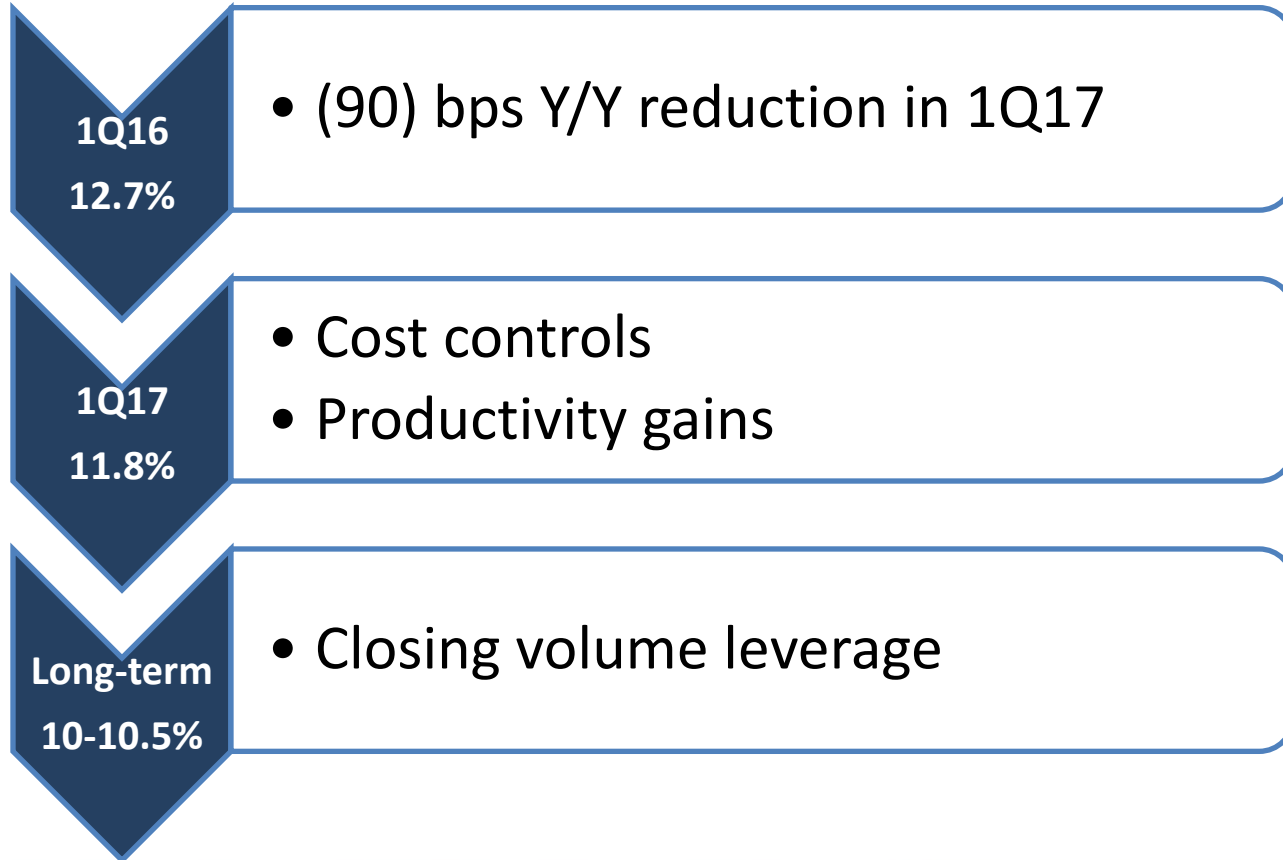 1Q16
12.7%
• (90) bps Y/Y reduction in 1Q17
1Q17
11.8%
• Cost controls
• Productivity gains
Long-term
10-10.5%
• Closing volume leverage